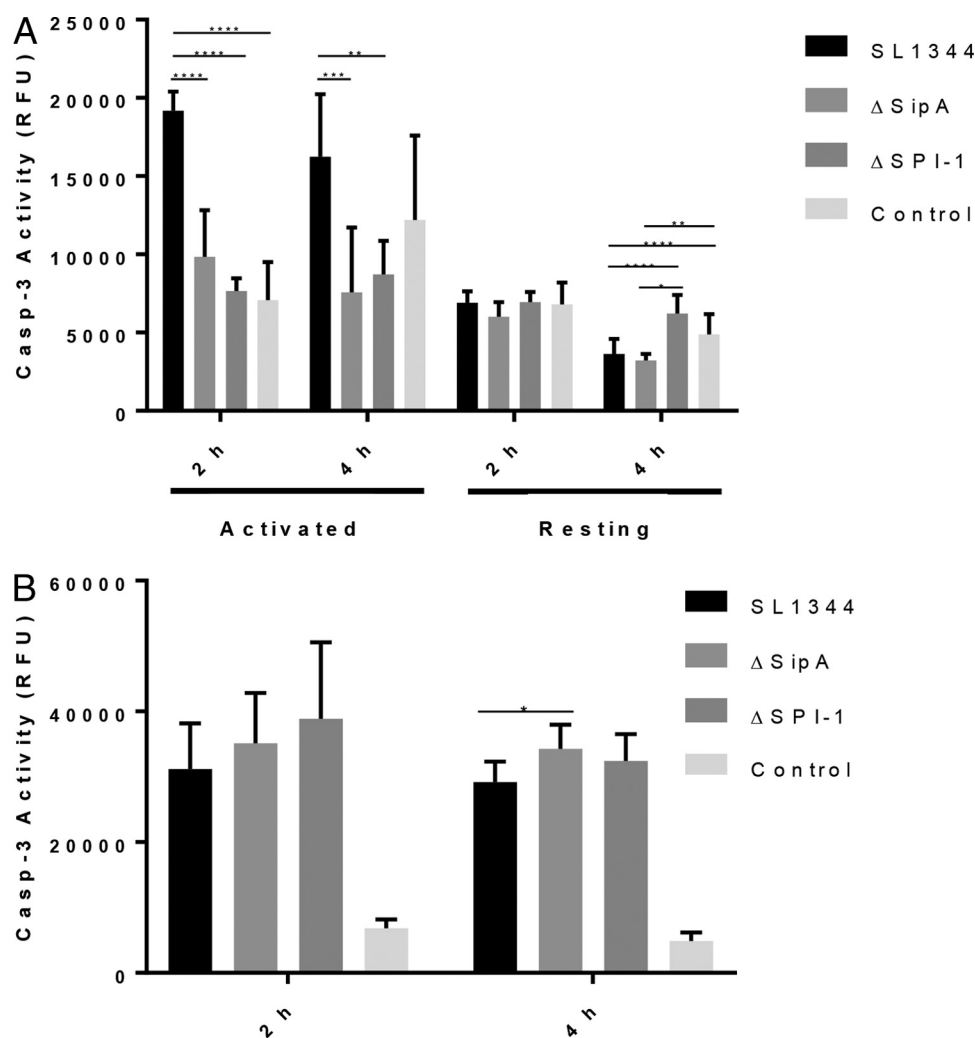 A
Casp-3 Activity (RFU)
25000
20000
15000
10000
5000
0
**** 
****
****
**
***
**
****
****
*
SL1344
ΔSipA
ΔSPI-1
Control
2 h
4 h
2 h
4 h
Activated
Resting
B
Casp-3 Activity (RFU)
60000
40000
20000
0
*
SL1344
ΔSipA
ΔSPI-1
Control
2 h
4 h